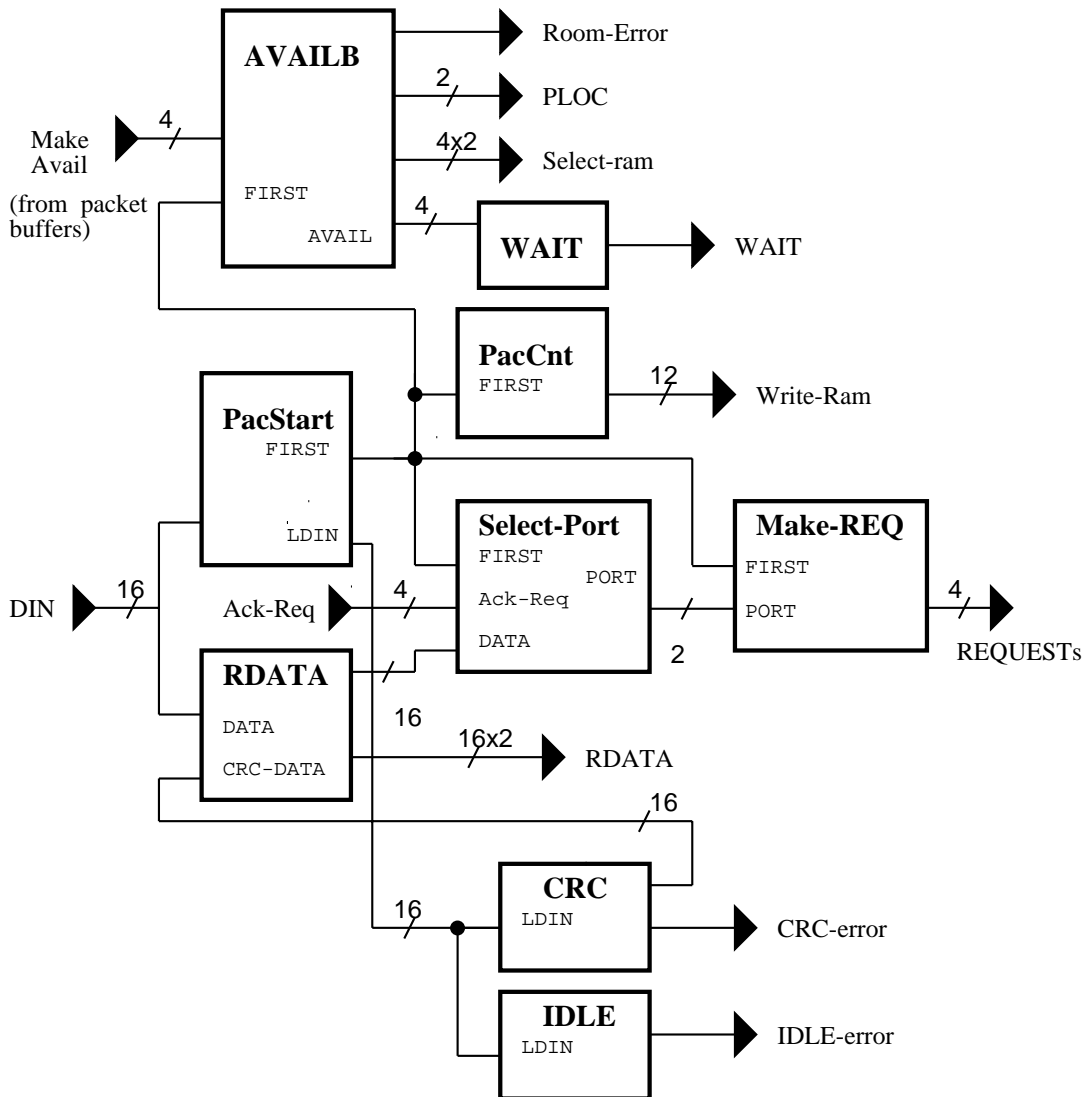 Room-Error
AVAILB
2
PLOC
4
Make
Avail
4x2
Select-ram
(from packet
buffers)
FIRST
4
AVAIL
WAIT
WAIT
PacCnt
FIRST
12
Write-Ram
PacStart
FIRST
LDIN
Select-Port
FIRST
PORT
Ack-Req
DATA
Make-REQ
FIRST
PORT
DIN
16
Ack-Req
4
2
4
REQUESTs
RDATA
DATA
CRC-DATA
16
16x2
RDATA
16
CRC
LDIN
16
CRC-error
IDLE
LDIN
IDLE-error